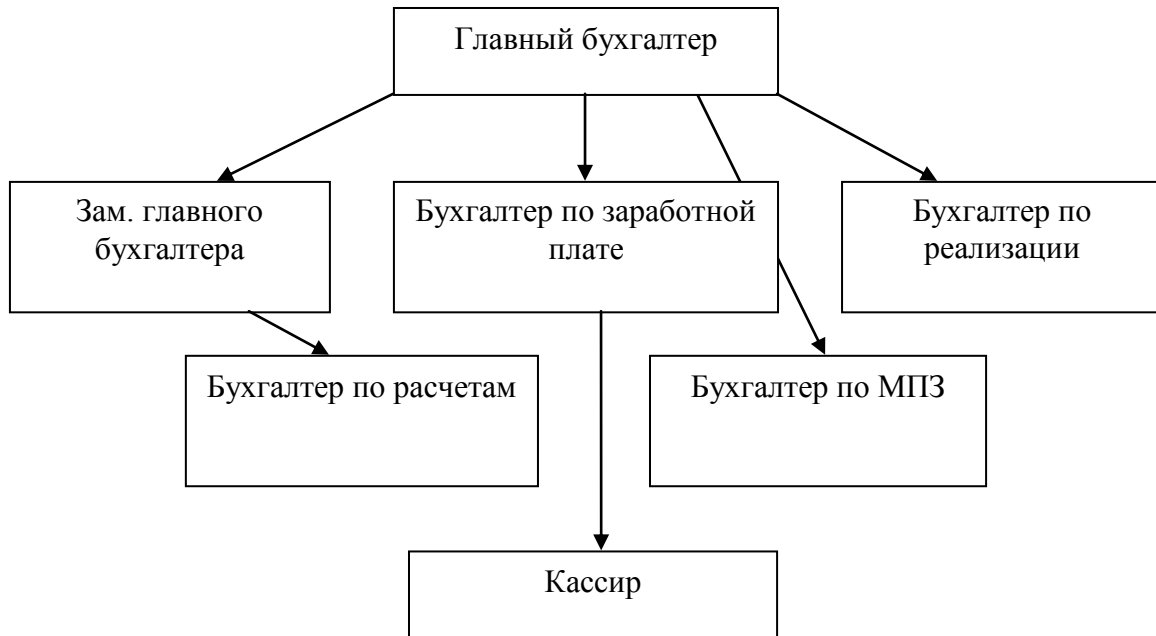 Главный бухгалтер
Зам. главного
бухгалтера
Бухгалтер по заработной
плате
Бухгалтер по
реализации
Бухгалтер по расчетам
Бухгалтер по МПЗ
Кассир